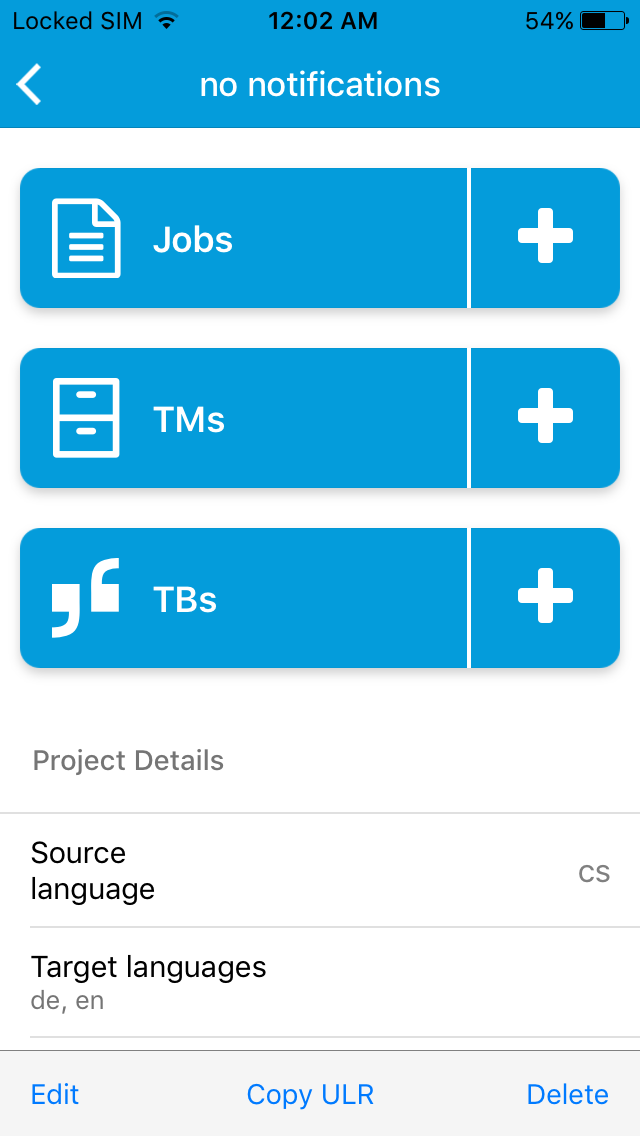 Locked SIM 12:02 AM 54%
no notifications
Jobs
TMs
TBs
Project Details
Source
language
cs
Target languages
de, en
Edit Copy ULR Delete